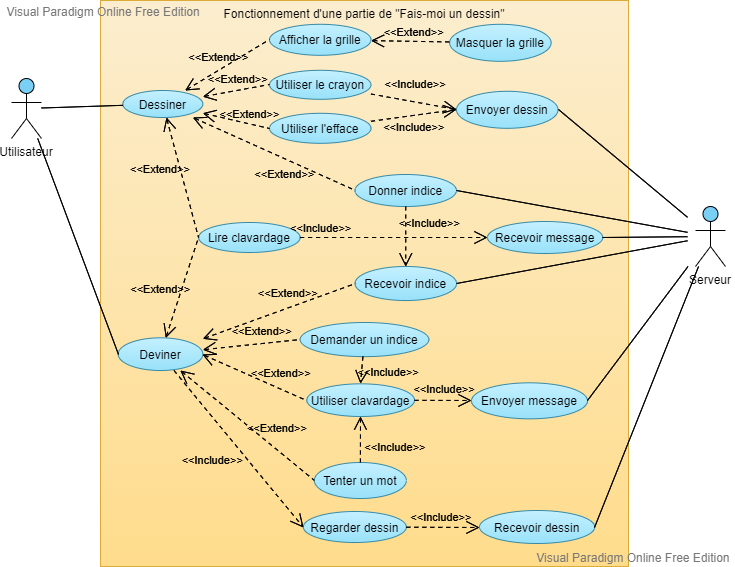 Visual Paradigm Online Free Edition
Fonctionnement d'une partie de "Fais-moi un dessin"
Afficher la grille
<<Extend>>
Masquer la grille
<<Extend>>
<<Extend>>
Utiliser le crayon
<<Include>>
Dessiner
Envoyer dessin
<<Extend>>
Utiliser l'efface
<<Include>>
Utilisateur
<<Extend>>
<<Extend>>
Donner indice
<<Include>>
<<Include>>
Lire clavardage
Recevoir message
Serveur
<<Extend>>
<<Extend>>
Recevoir indice
<<Extend>>
Demander un indice
Deviner
<<Extend>>
<<Include>>
<<Include>>
Utiliser clavardage
Envoyer message
<<Extend>>
<<Include>>
<<Include>>
Tenter un mot
<<Include>>
Regarder dessin
Recevoir dessin
Visual Paradigm Online Free Edition